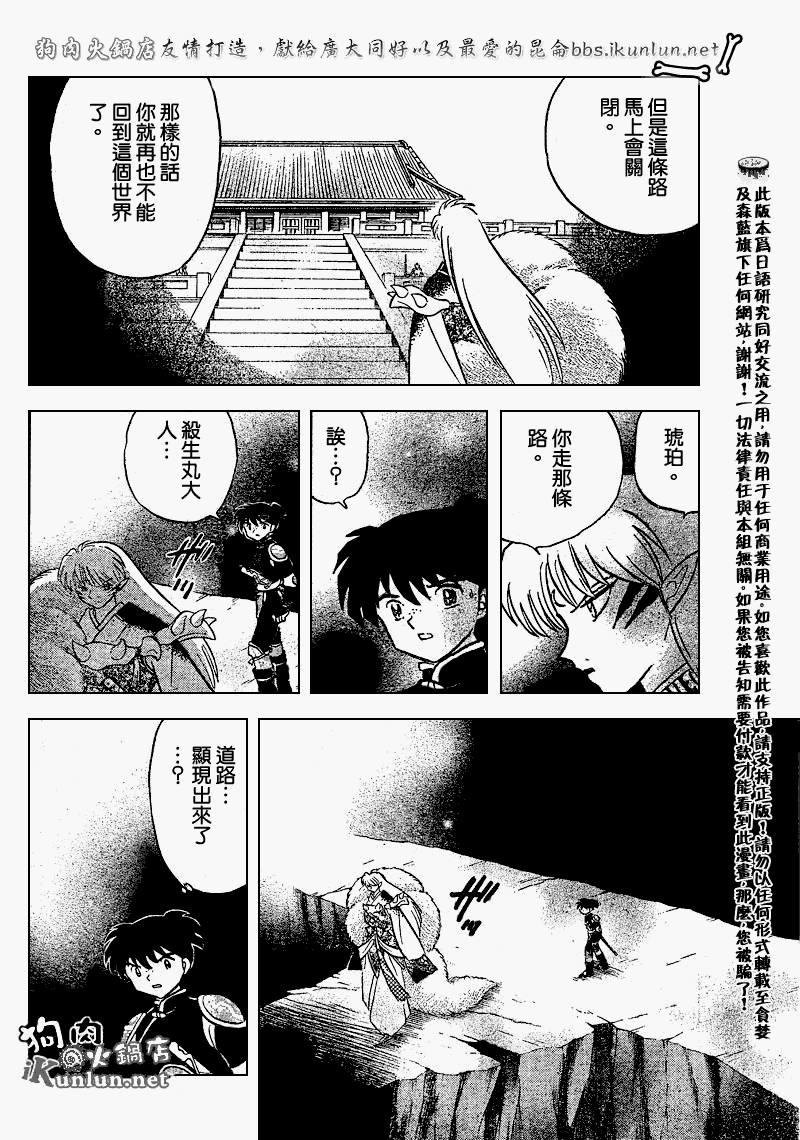 狗肉火鍋店友情打造，獻給廣大同好以及最愛的昆侖bbs.ikunlun.net
但是這條路
馬上會關
閉。
那樣的話
你就再也不能
回到這個世界
了。
琥珀。
你走那條
路。
誒…?
殺生丸大
人…
道路…
顯現出來了
…?
此版本爲日語研究同好交流之用，請勿用于任何商業用途。如您喜歡此作品，請支持正版！請勿以任何形式轉載至貪婪
及森藍旗下任何網站，謝謝！一切法律責任與本組無關。如果您被告知需要付款才能看到此漫畫，那麽，您被騙了！
狗肉
火鍋店
iKunlun.net